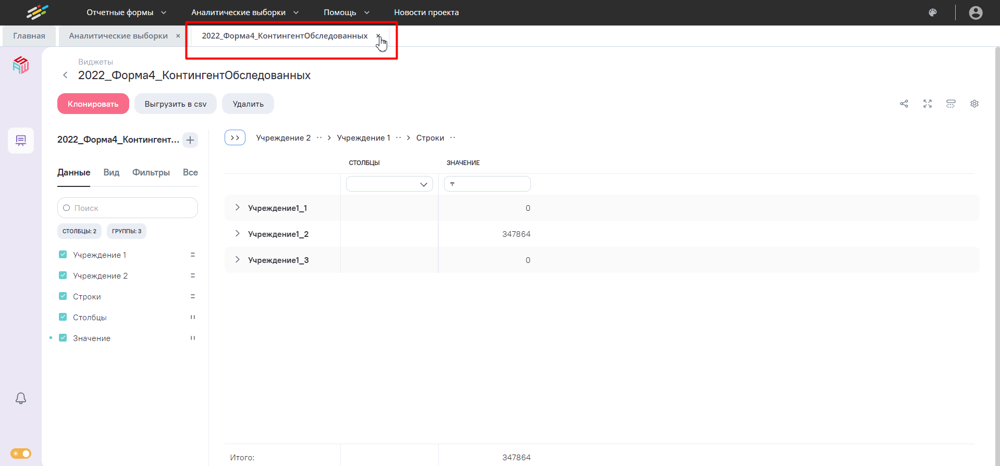 Отчетные формы
Аналитические выборки
Помощь
Новости проекта
Главная
Аналитические выборки ×
2022_Форма4_КонтингентОбследованных ×
Виджеты
2022_Форма4_КонтингентОбследованных
Клонировать
Выгрузить в csv
Удалить
2022_Форма4_Контингент...
Данные Вид Фильтры Все
Поиск
СТОЛБЦЫ: 2 ГРУППЫ: 3
Учреждение 1
Учреждение 2
Строки
Столбцы
Значение
Учреждение 2 ·· > Учреждение 1 ·· > Строки ··
СТОЛБЦЫ ЗНАЧЕНИЕ
Учреждение1_1 0
Учреждение1_2 347864
Учреждение1_3 0
Итого: 347864